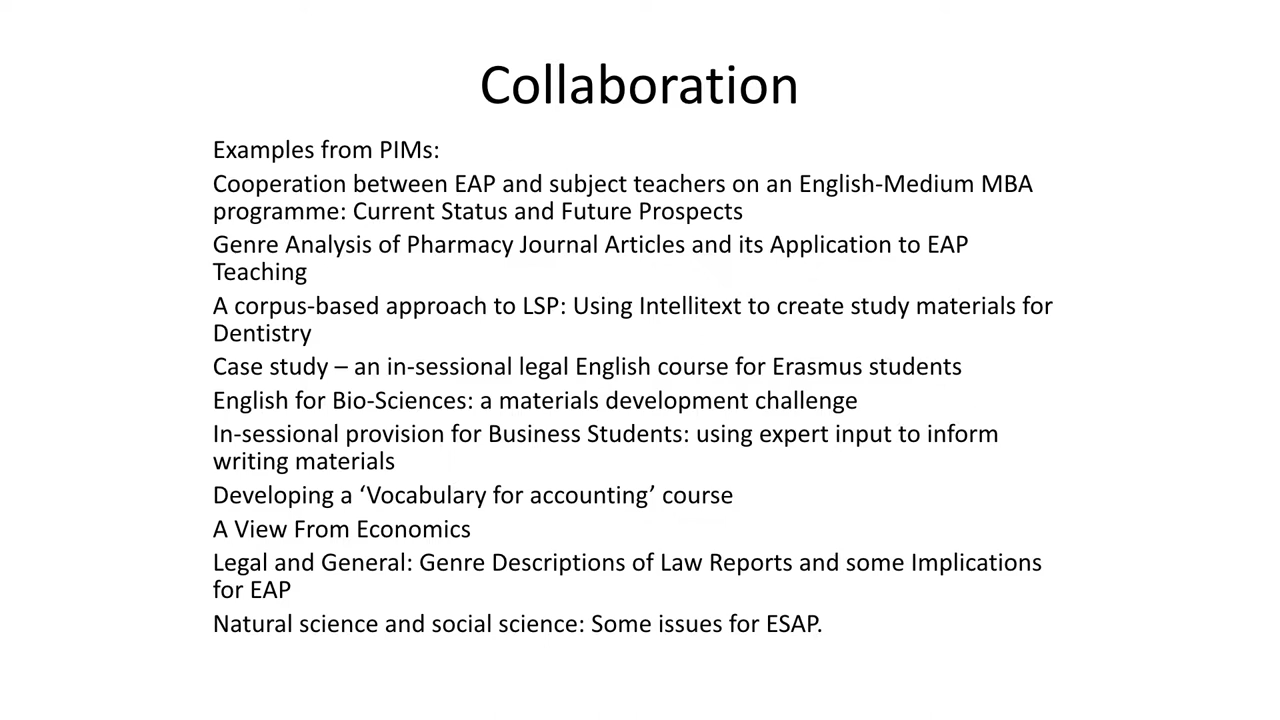 Collaboration
Examples from PIMs:
Cooperation between EAP and subject teachers on an English-Medium MBA
programme: Current Status and Future Prospects
Genre Analysis of Pharmacy Journal Articles and its Application to EAP
Teaching
A corpus-based approach to LSP: Using Intellitext to create study materials for
Dentistry
Case study – an in-sessional legal English course for Erasmus students
English for Bio-Sciences: a materials development challenge
In-sessional provision for Business Students: using expert input to inform
writing materials
Developing a ‘Vocabulary for accounting’ course
A View From Economics
Legal and General: Genre Descriptions of Law Reports and some Implications
for EAP
Natural science and social science: Some issues for ESAP.